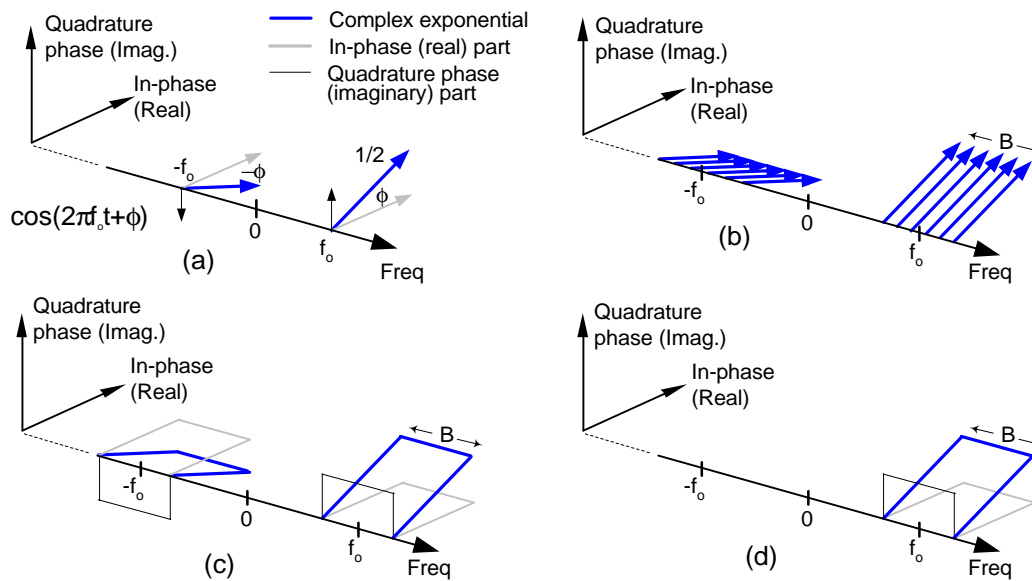 Quadrature
phase (Imag.)
In-phase
(Real)
Complex exponential
In-phase (real) part
Quadrature phase
(imaginary) part
-fo
–ϕ
1/2
ϕ
0
fo
cos(2πfot+ϕ)
Freq
(a)
Quadrature
phase (Imag.)
In-phase
(Real)
B
-fo
0
fo
Freq
(b)
Quadrature
phase (Imag.)
In-phase
(Real)
B
-fo
0
fo
Freq
(c)
Quadrature
phase (Imag.)
In-phase
(Real)
B
-fo
0
fo
Freq
(d)